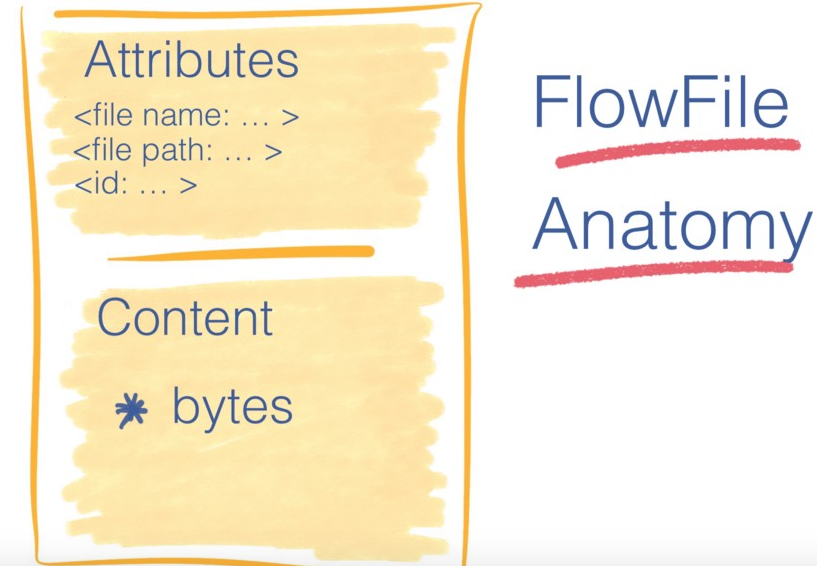 Attributes
<file name: ... >
<file path: ... >
<id: ... >
Content
* bytes
FlowFile
Anatomy